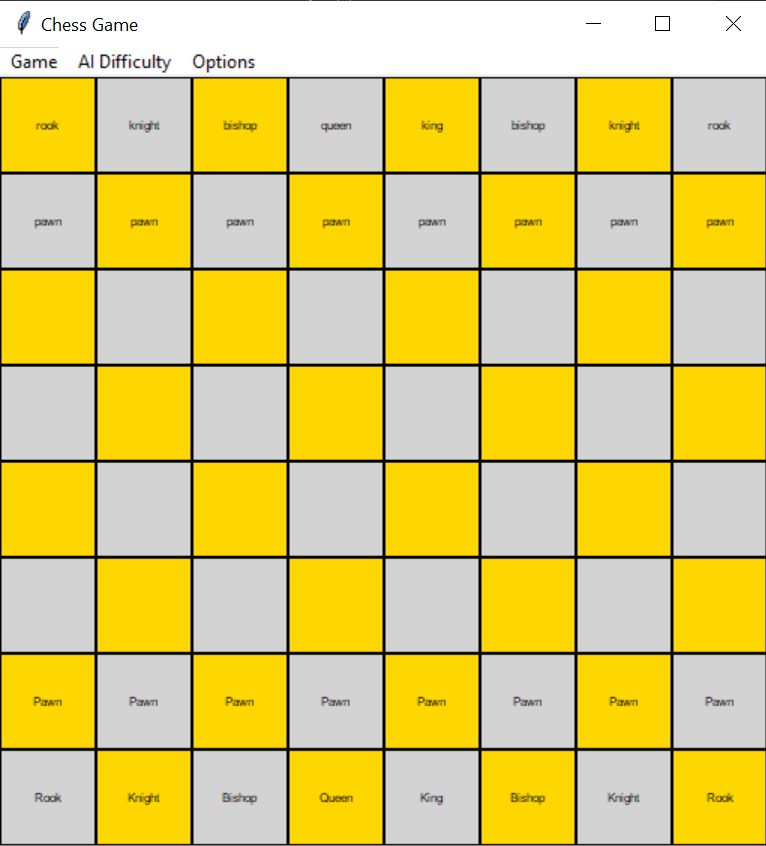 Chess Game
Game AI Difficulty Options
rook knight bishop queen king bishop knight rook
pawn pawn pawn pawn pawn pawn pawn pawn
Pawn Pawn Pawn Pawn Pawn Pawn Pawn Pawn
Rook Knight Bishop Queen King Bishop Knight Rook